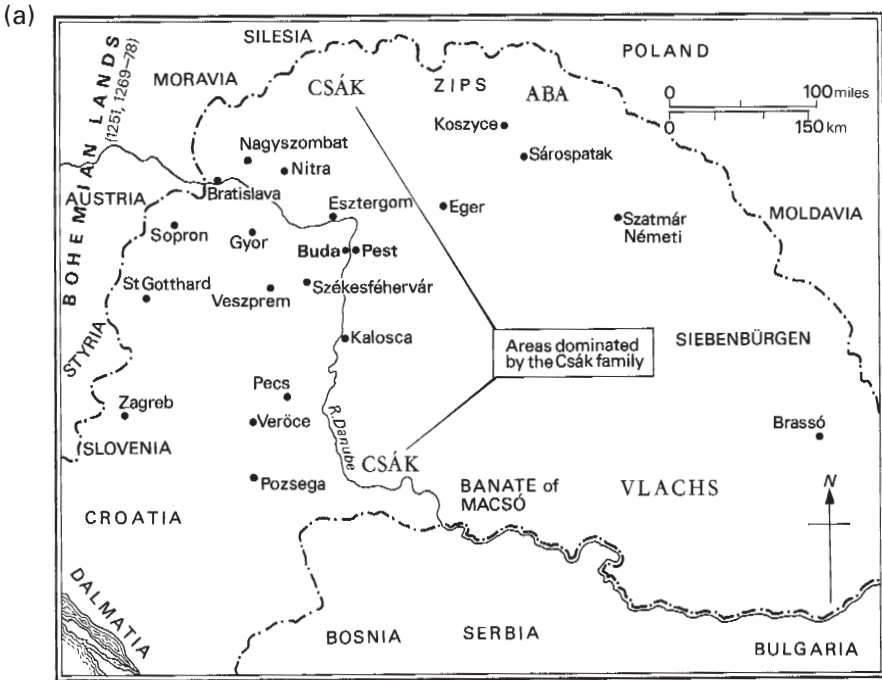 (a)
SILESIA
POLAND
MORAVIA
CSÁK
ZIPS
ABA
0 100 miles
0 150 km
BOHEMIAN LANDS
(1251, 1269–78)
Koszyce
Nagyszombat
Nitra
Sárospatak
Bratislava
AUSTRIA
Esztergom
Eger
Szatmár
Németi
MOLDAVIA
Sopron
Gyor
Buda
Pest
St Gotthard
Veszprem
Székesféhervár
STYRIA
Kalosca
Areas dominated
by the Csák family
SIEBENBÜRGEN
Pecs
Zagreb
Veröce
R. Danube
Brassó
SLOVENIA
CSÁK
Pozsega
BANATE of
MACSÓ
VLACHS
N
CROATIA
DALMATIA
BOSNIA
SERBIA
BULGARIA